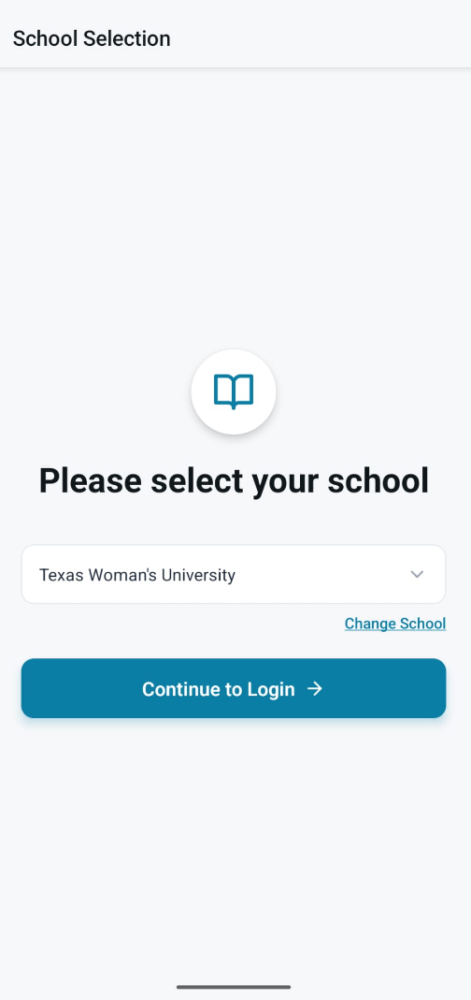 School Selection
Please select your school
Texas Woman's University
Change School
Continue to Login